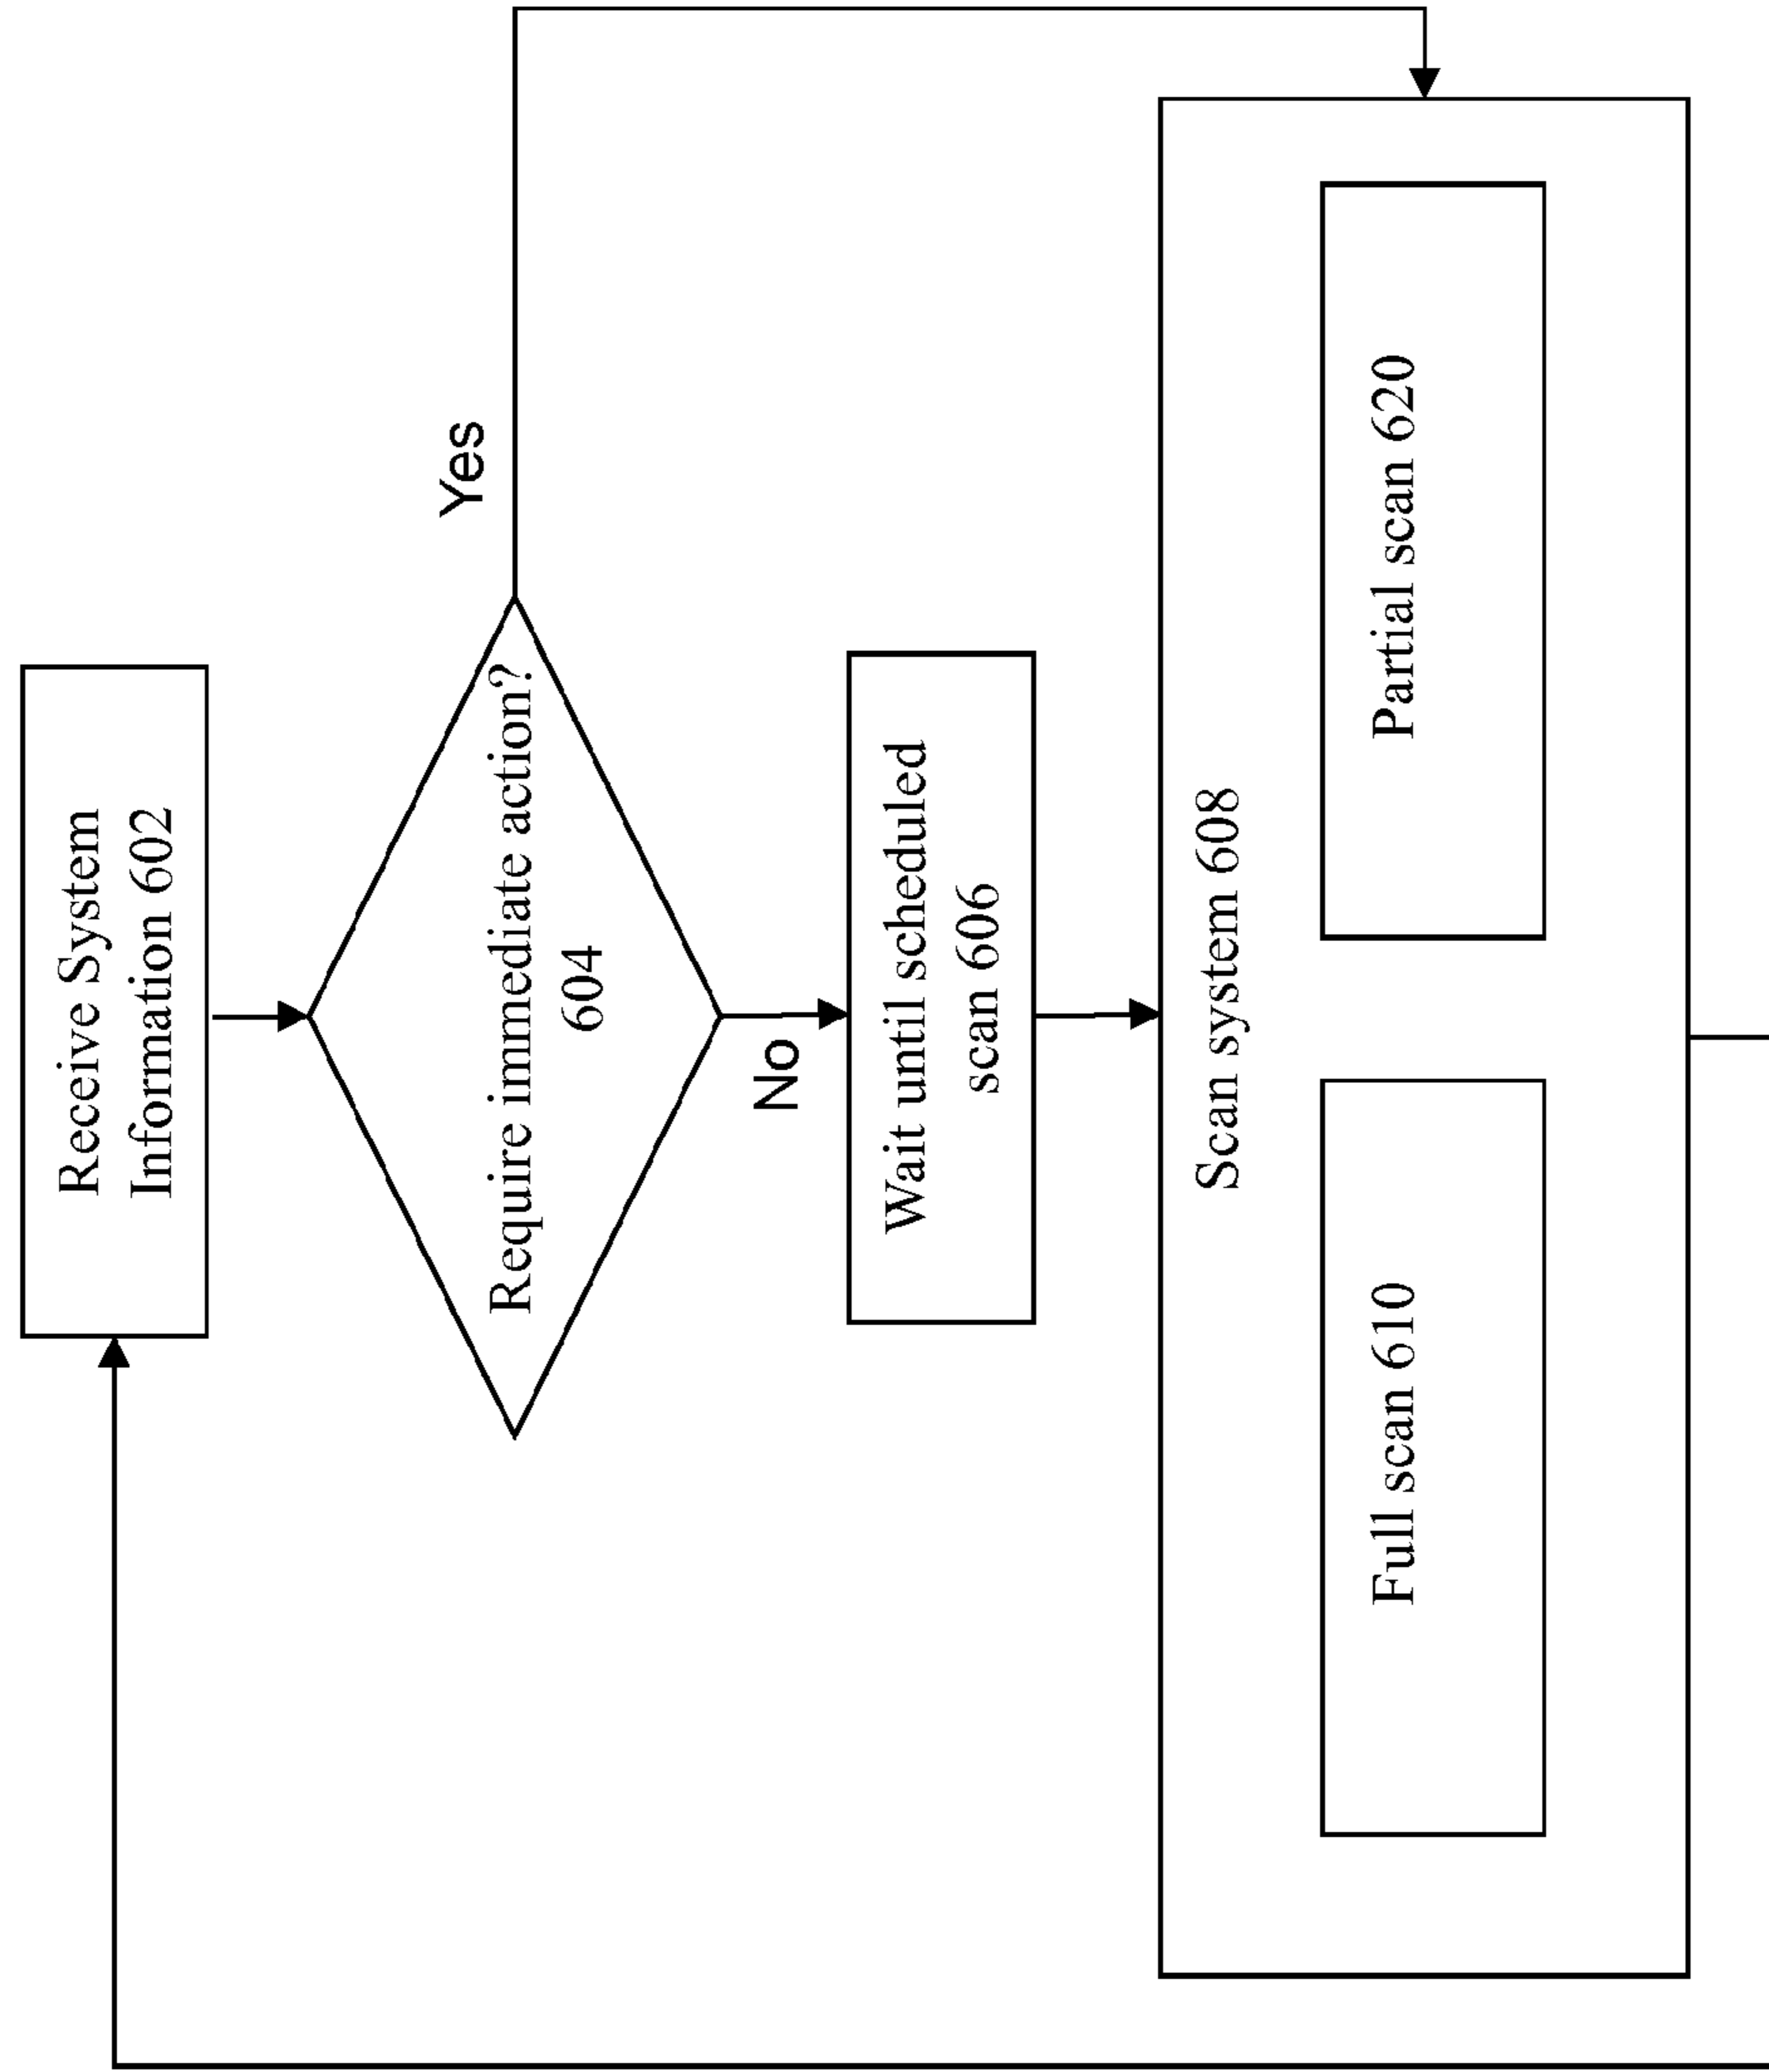 Receive System
Information 602
Require immediate action?
604
Yes
No
Wait until scheduled
scan 606
Scan system 608
Full scan 610
Partial scan 620